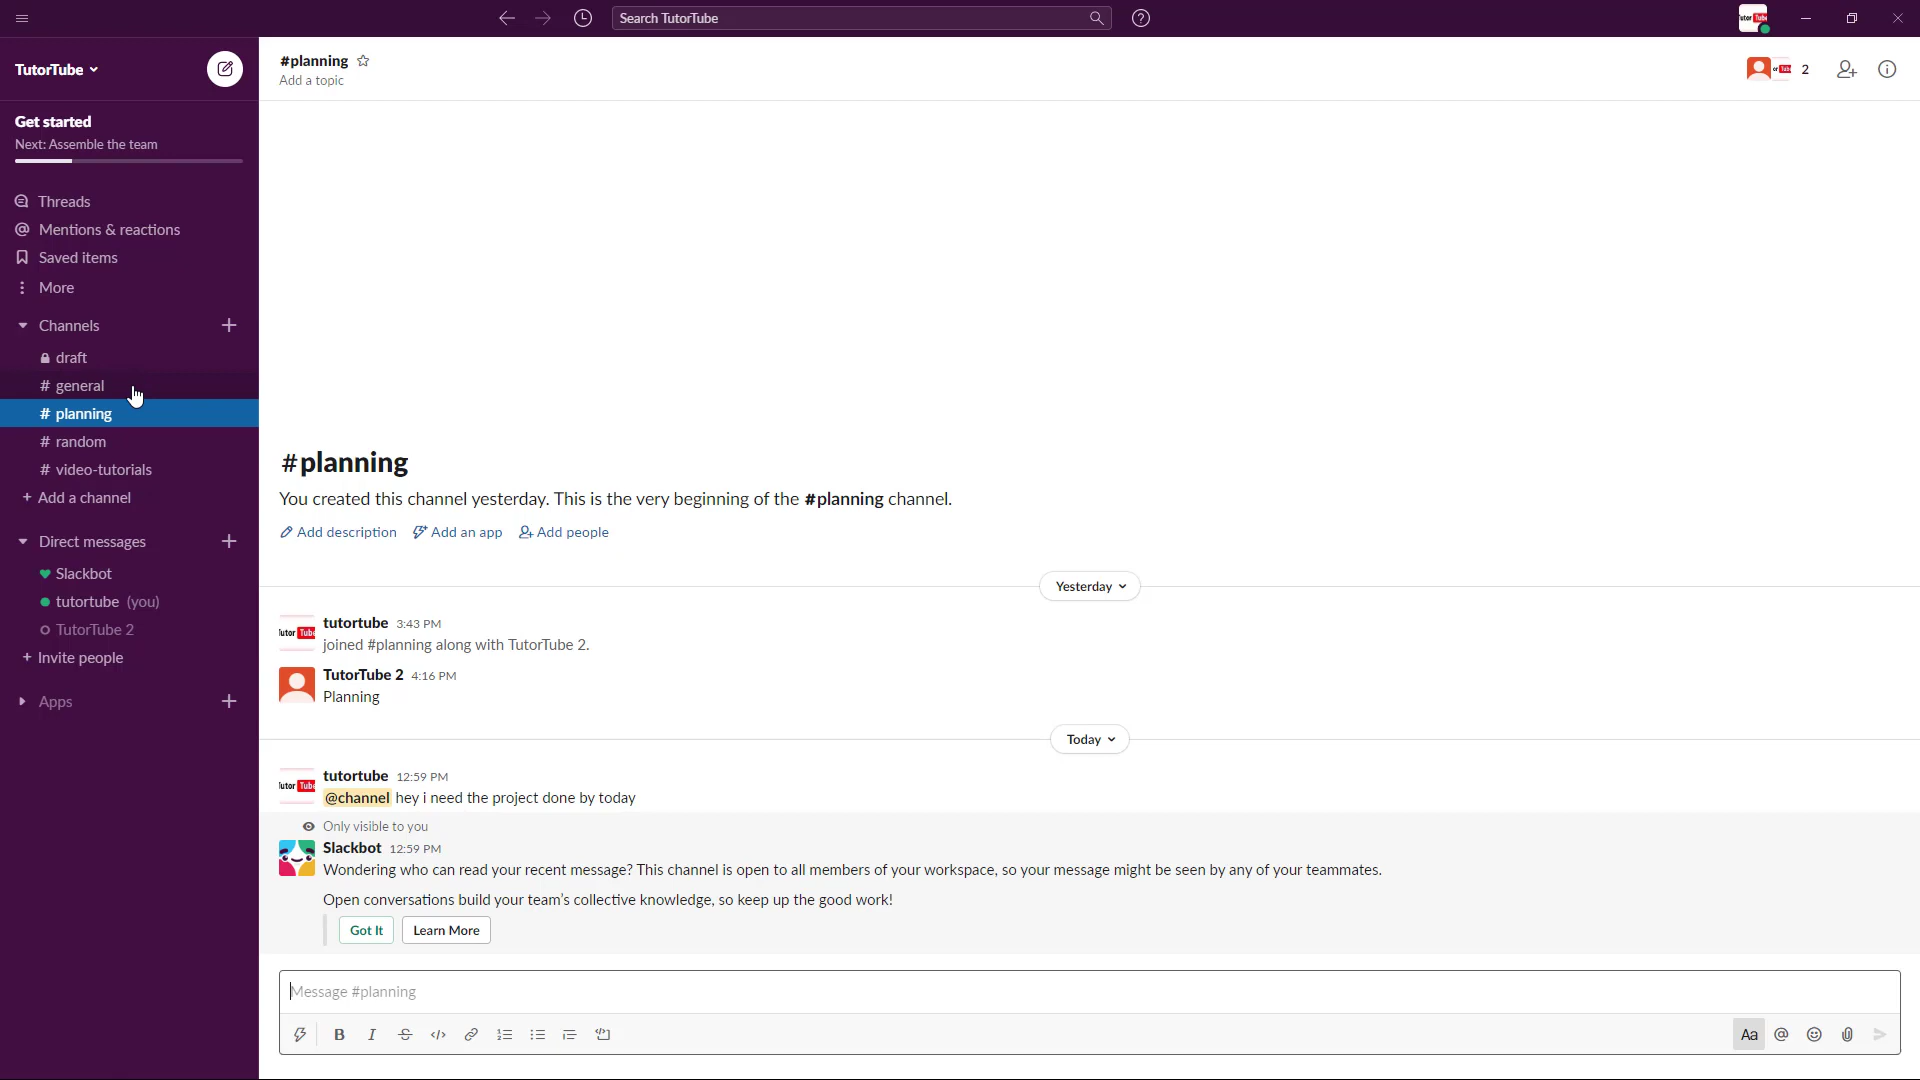 Search TutorTube
TutorTube
Get started
Next: Assemble the team
Threads
Mentions & reactions
Saved items
More
Channels
draft
# general
# planning
# random
# video-tutorials
+ Add a channel
Direct messages
Slackbot
tutortube (you)
TutorTube 2
+ Invite people
Apps
#planning
Add a topic
2
#planning
You created this channel yesterday. This is the very beginning of the #planning channel.
Add description Add an app Add people
Yesterday
tutortube 3:43 PM
joined #planning along with TutorTube 2.
TutorTube 2 4:16 PM
Planning
Today
tutortube 12:59 PM
@channel hey i need the project done by today
Only visible to you
Slackbot 12:59 PM
Wondering who can read your recent message? This channel is open to all members of your workspace, so your message might be seen by any of your teammates.
Open conversations build your team's collective knowledge, so keep up the good work!
Got It Learn More
Message #planning
Aa